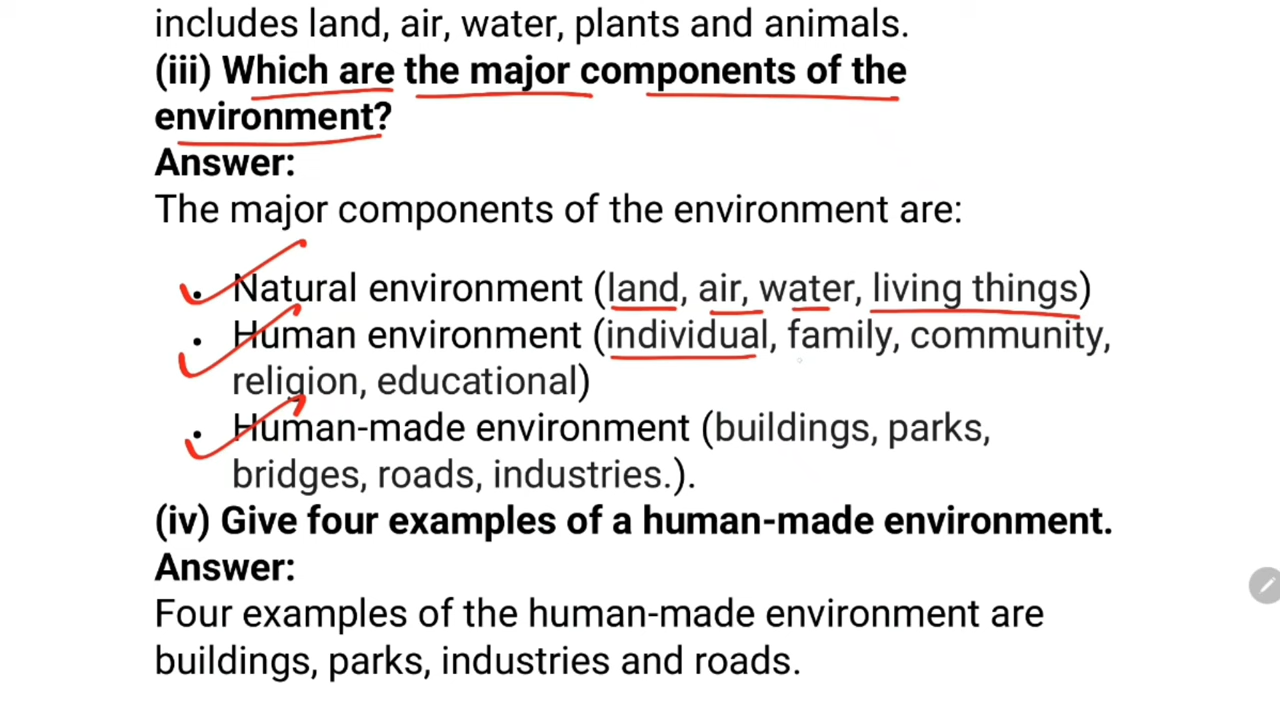 includes land, air, water, plants and animals.
(iii) Which are the major components of the
environment?
Answer:
The major components of the environment are:
• Natural environment (land, air, water, living things)
• Human environment (individual, family, community,
religion, educational)
• Human-made environment (buildings, parks,
bridges, roads, industries.).
(iv) Give four examples of a human-made environment.
Answer:
Four examples of the human-made environment are
buildings, parks, industries and roads.